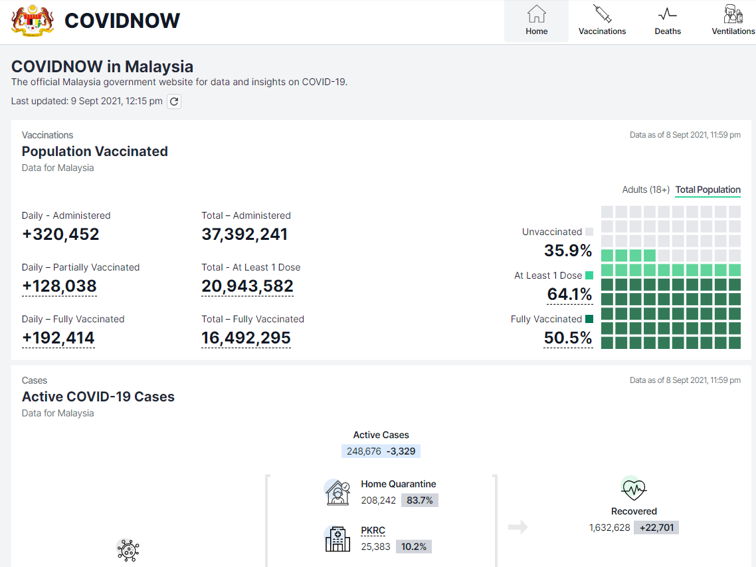 COVIDNOW
Home
Vaccinations
Deaths
Ventilations
COVIDNOW in Malaysia
The official Malaysia government website for data and insights on COVID-19.
Last updated: 9 Sept 2021, 12:15 pm
Vaccinations
Data as of 8 Sept 2021, 11:59 pm
Population Vaccinated
Data for Malaysia
Adults (18+) Total Population
Daily - Administered
+320,452
Total – Administered
37,392,241
Daily – Partially Vaccinated
+128,038
Total - At Least 1 Dose
20,943,582
Daily – Fully Vaccinated
+192,414
Total – Fully Vaccinated
16,492,295
Unvaccinated
35.9%
At Least 1 Dose
64.1%
Fully Vaccinated
50.5%
Cases
Data as of 8 Sept 2021, 11:59 pm
Active COVID-19 Cases
Data for Malaysia
Active Cases
248,676 -3,329
Home Quarantine
208,242 83.7%
PKRC
25,383 10.2%
Recovered
1,632,628 +22,701